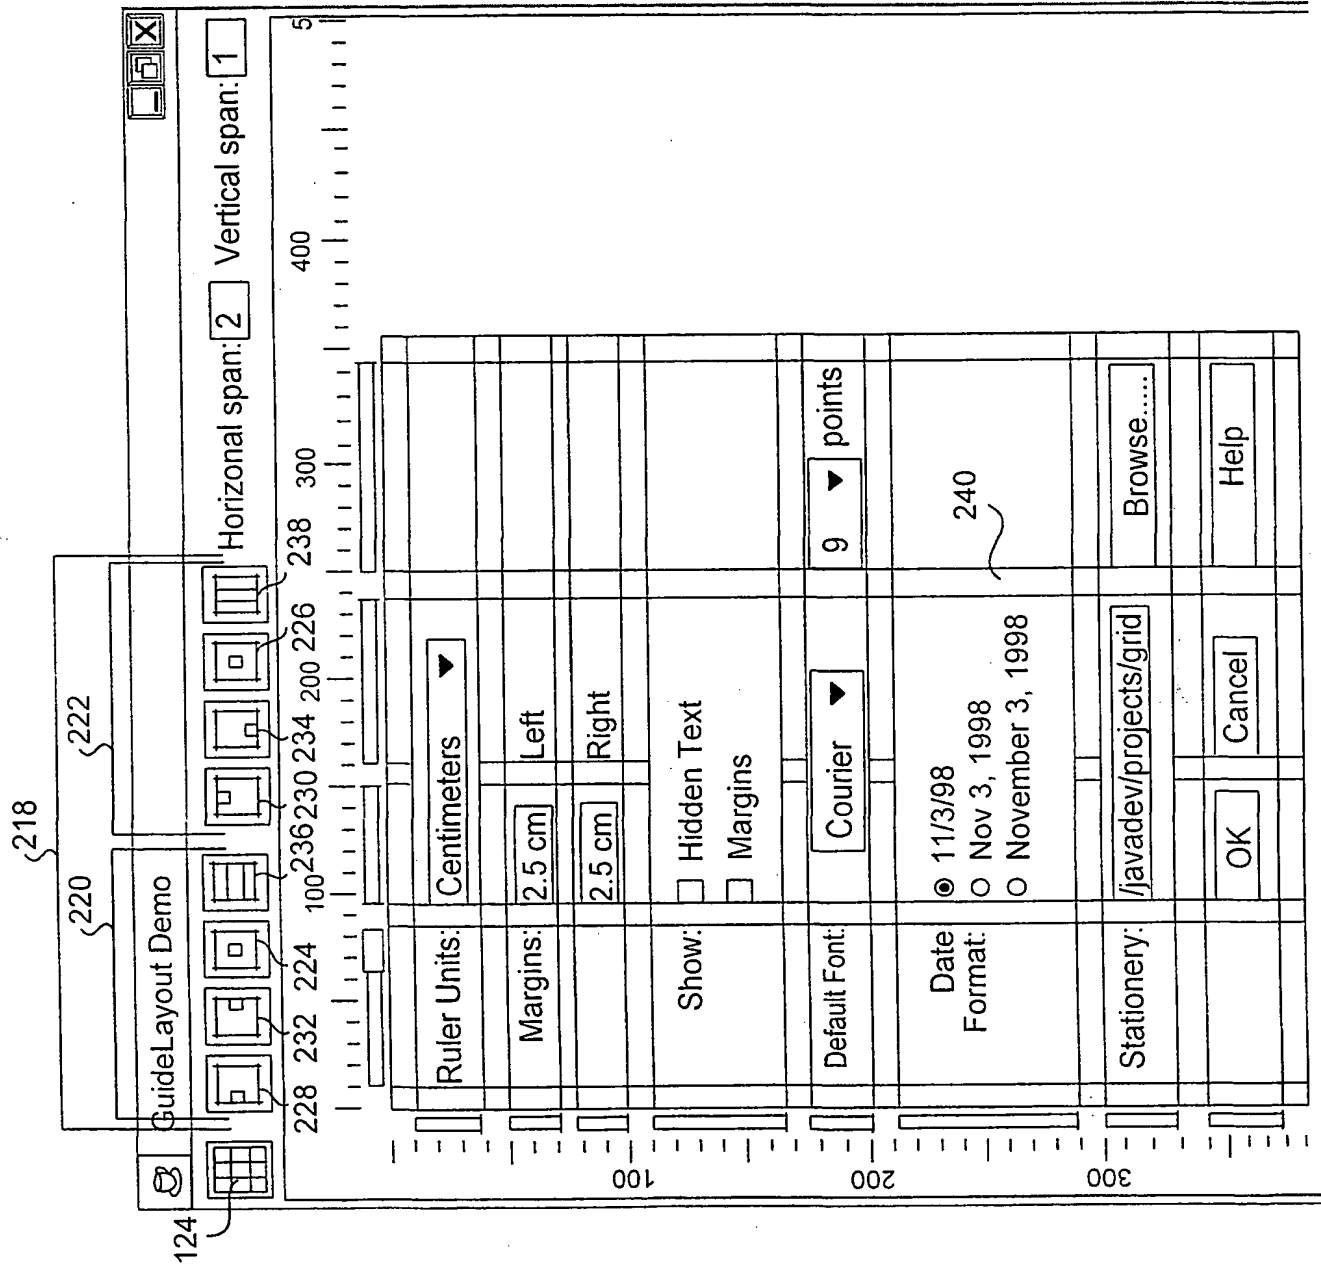 218
220
222
GuideLayout Demo
124
Horizonal span: 2 Vertical span: 1
228
232
224
236
230
234
226
238
100
200
300
400
5
100
200
300
Ruler Units: Centimeters
Margins: 2.5 cm Left
2.5 cm Right
Show: Hidden Text
Margins
Default Font: Courier 9 points
Date
Format:
11/3/98
Nov 3, 1998
November 3, 1998
240
Stationery: /javadev/projects/grid Browse.....
OK Cancel Help